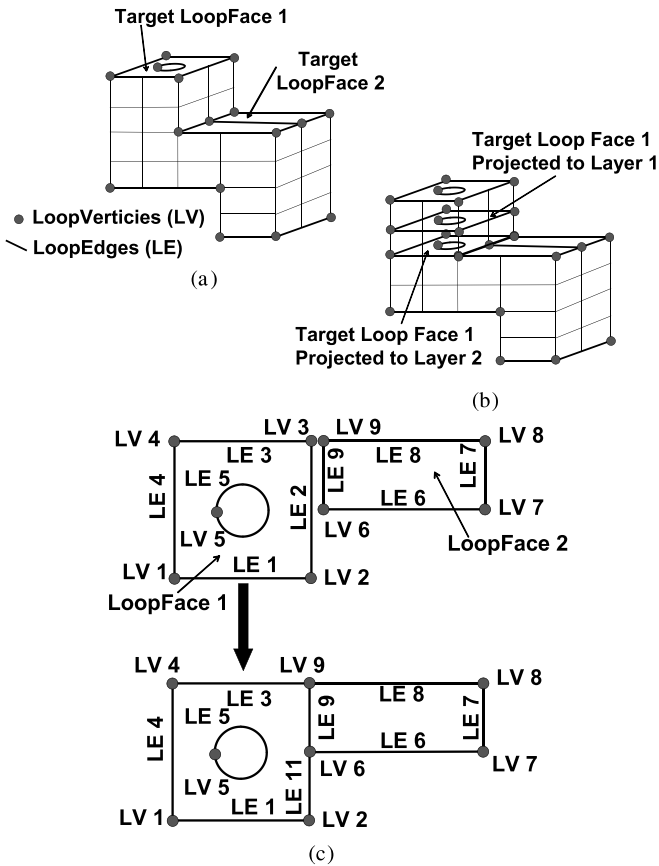 Target LoopFace 1
Target
LoopFace 2
LoopVerticies (LV)
LoopEdges (LE)
(a)
Target Loop Face 1
Projected to Layer 1
Target Loop Face 1
Projected to Layer 2
(b)
LV 4
LV 3
LV 9
LV 8
LE 3
LE 8
LE 4
LE 5
LE 2
LE 9
LE 7
LV 5
LE 6
LV 6
LV 7
LE 1
LoopFace 2
LV 1
LV 2
LoopFace 1
LV 4
LV 9
LV 8
LE 3
LE 8
LE 4
LE 5
LE 9
LE 7
LE 6
LV 6
LV 7
LV 5
LE 11
LE 1
LV 1
LV 2
(c)